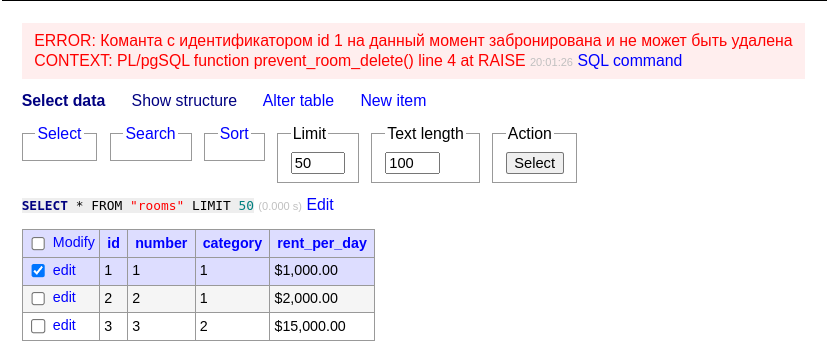 ERROR: Команта с идентификатором id 1 на данный момент забронирована и не может быть удалена
CONTEXT: PL/pgSQL function prevent_room_delete() line 4 at RAISE 20:01:26 SQL command
Select data Show structure Alter table New item
Select Search Sort Limit Text length Action
50 100 Select
SELECT * FROM "rooms" LIMIT 50 (0.000 s) Edit
Modify id number category rent_per_day
edit 1 1 1 $1,000.00
edit 2 2 1 $2,000.00
edit 3 3 2 $15,000.00